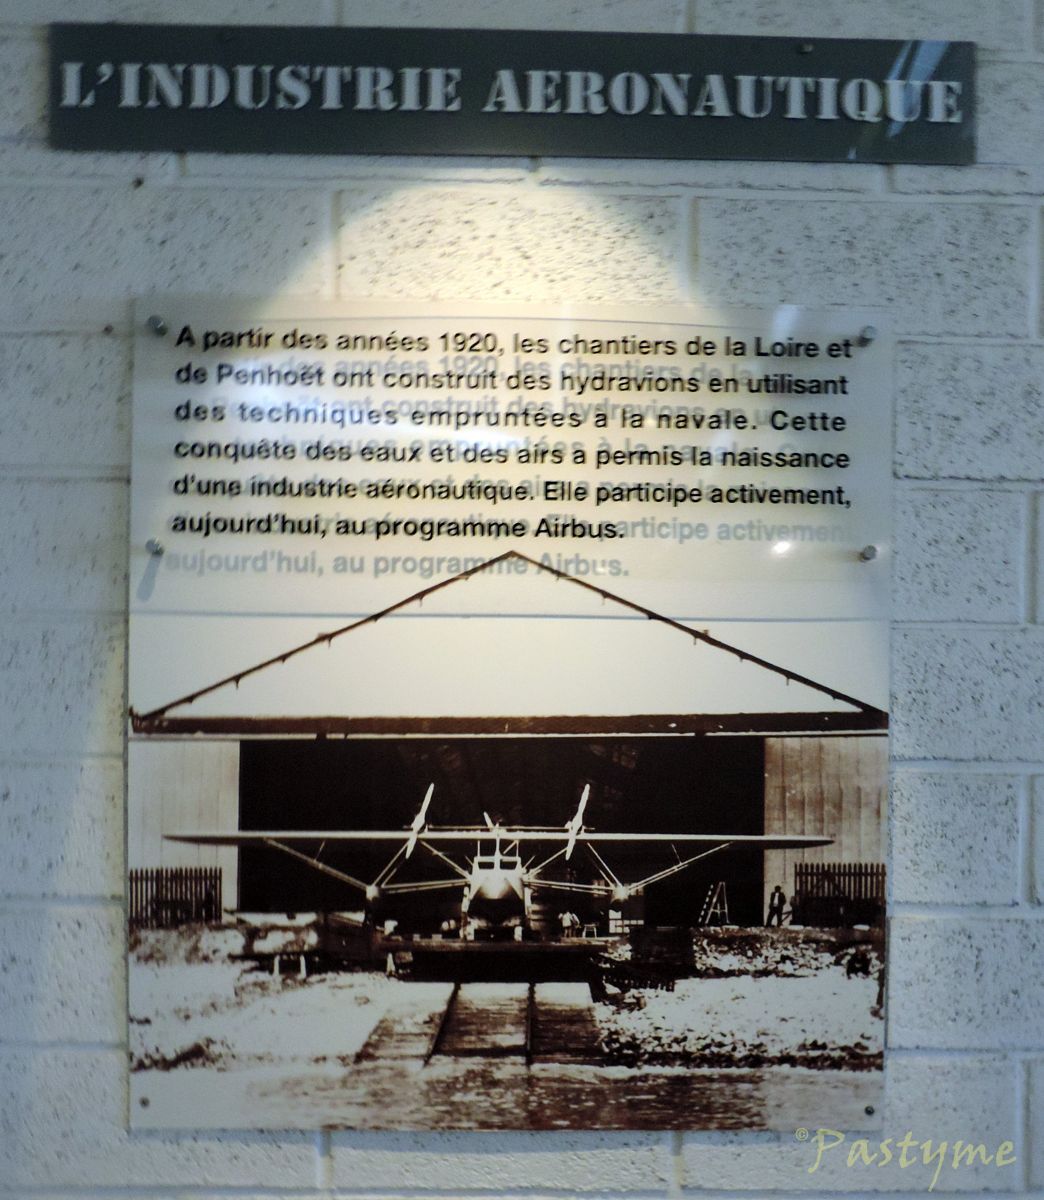 L'INDUSTRIE AERONAUTIQUE
A partir des années 1920, les chantiers de la Loire et
de Penhoët ont construit des hydravions en utilisant
des techniques empruntées à la navale. Cette
conquête des eaux et des airs a permis la naissance
d'une industrie aéronautique. Elle participe activement,
aujourd'hui, au programme Airbus.
©Pastyme